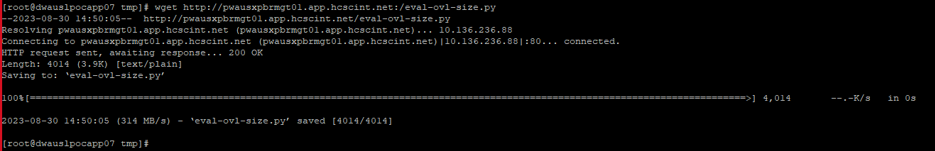 [root@dwauslpocapp07 tmp]# wget http://pwausxpbrmgt01.app.hcscint.net:/eval-ovl-size.py
--2023-08-30 14:50:05--  http://pwausxpbrmgt01.app.hcscint.net/eval-ovl-size.py
Resolving pwausxpbrmgt01.app.hcscint.net (pwausxpbrmgt01.app.hcscint.net)... 10.136.236.88
Connecting to pwausxpbrmgt01.app.hcscint.net (pwausxpbrmgt01.app.hcscint.net)|10.136.236.88|:80... connected.
HTTP request sent, awaiting response... 200 OK
Length: 4014 (3.9K) [text/plain]
Saving to: ‘eval-ovl-size.py’
100%[==============================================================================================================================>] 4,014       --.-K/s   in 0s
2023-08-30 14:50:05 (314 MB/s) - ‘eval-ovl-size.py’ saved [4014/4014]
[root@dwauslpocapp07 tmp]#